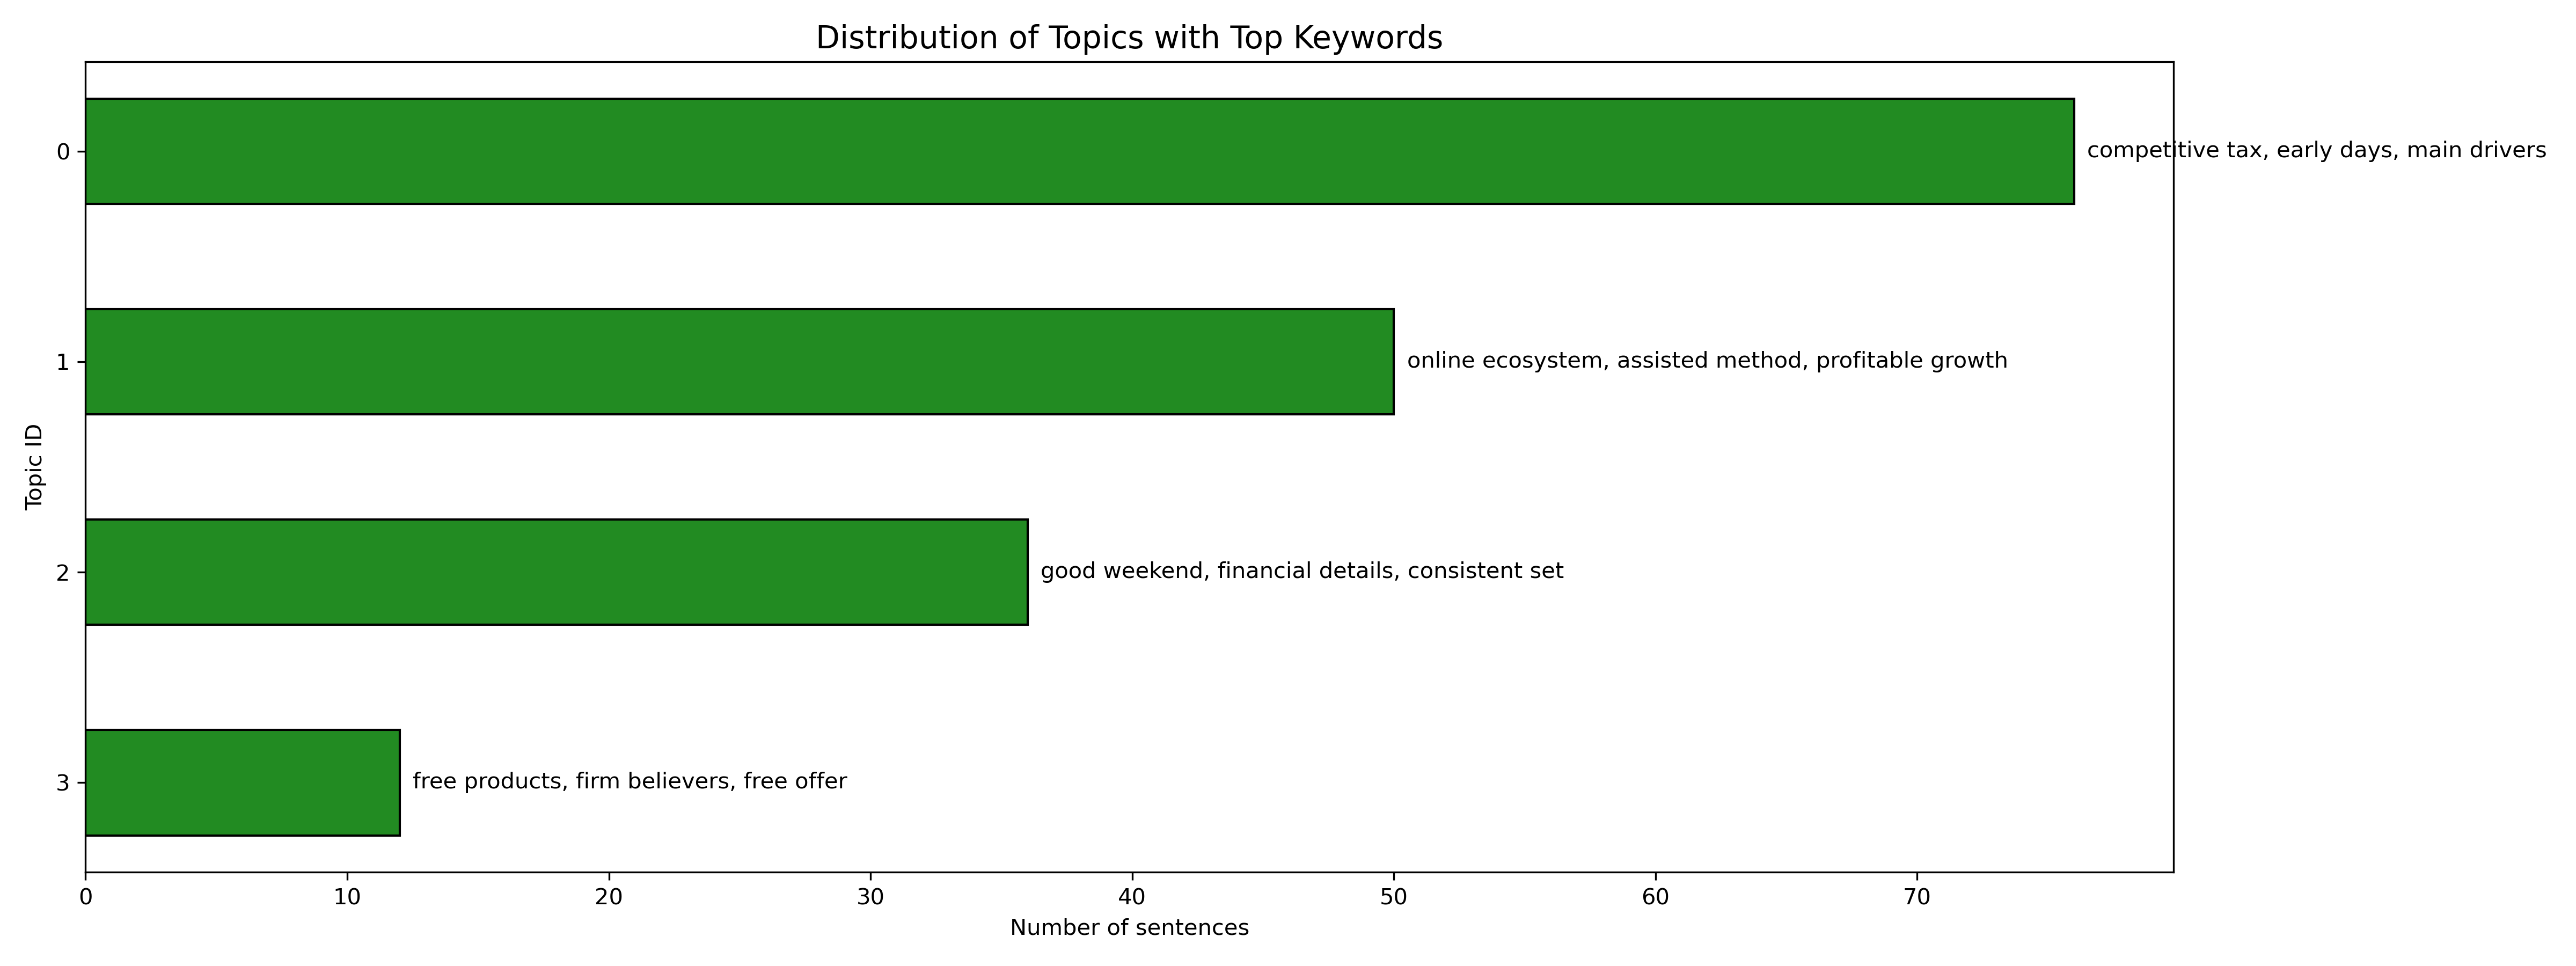 Distribution of Topics with Top Keywords
0
competitive tax, early days, main drivers
1
online ecosystem, assisted method, profitable growth
Topic ID
2
good weekend, financial details, consistent set
3
free products, firm believers, free offer
0 10 20 30 40 50 60 70
Number of sentences